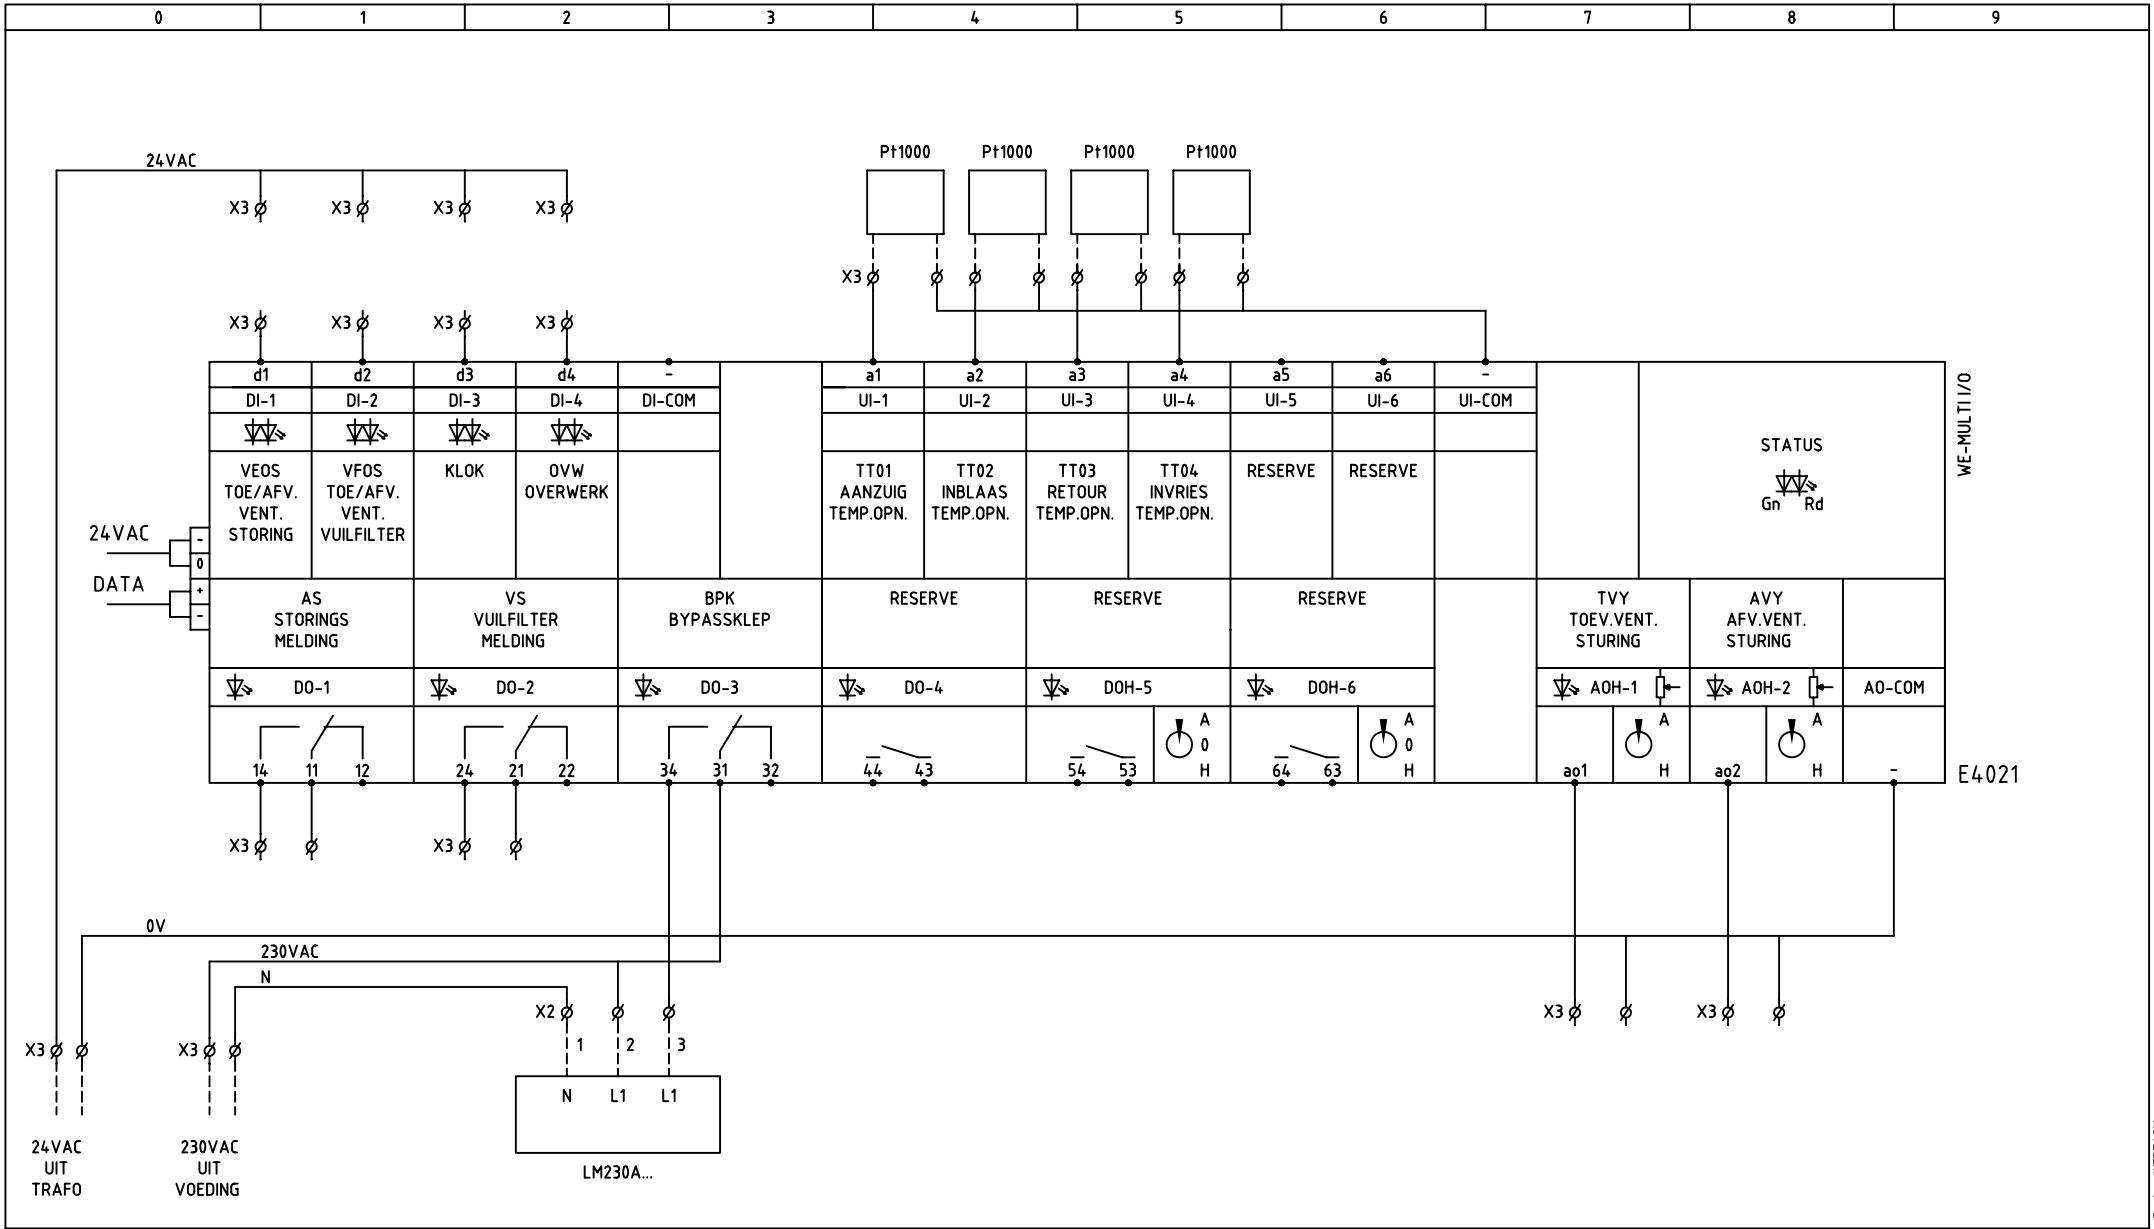 0 1 2 3 4 5 6 7 8 9
Pt1000 Pt1000 Pt1000 Pt1000
24VAC
X3 X3 X3 X3
X3
X3 X3 X3 X3
d1 d2 d3 d4 - a1 a2 a3 a4 a5 a6 -
DI-1 DI-2 DI-3 DI-4 DI-COM UI-1 UI-2 UI-3 UI-4 UI-5 UI-6 UI-COM
WE-MULTI I/O
STATUS
Gn Rd
VEOS
TOE/AFV.
VENT.
STORING
VFOS
TOE/AFV.
VENT.
VUILFILTER
KLOK
OVW
OVERWERK
TT01
AANZUIG
TEMP.OPN.
TT02
INBLAAS
TEMP.OPN.
TT03
RETOUR
TEMP.OPN.
TT04
INVRIES
TEMP.OPN.
RESERVE
RESERVE
24VAC
-
0
DATA
+
-
AS
STORINGS
MELDING
VS
VUILFILTER
MELDING
BPK
BYPASSKLEP
RESERVE
RESERVE
RESERVE
TVY
TOEV.VENT.
STURING
AVY
AFV.VENT.
STURING
DO-1 DO-2 DO-3 DO-4 DOH-5 DOH-6 AOH-1 AOH-2 AO-COM
A A A A
0 0
14 11 12 24 21 22 34 31 32 44 43 54 53 H 64 63 H ao1 H ao2 H -
E4021
X3 X3
0V
230VAC
N
X2 X3 X3
1 2 3
X3 X3
N L1 L1
24VAC
UIT
TRAFO
230VAC
UIT
VOEDING
LM230A...